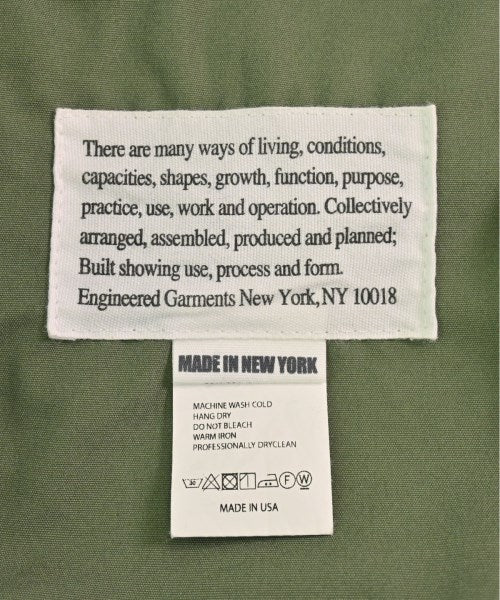 There are many ways of living, conditions,
capacities, shapes, growth, function, purpose,
practice, use, work and operation. Collectively
arranged, assembled, produced and planned;
Built showing use, process and form.
Engineered Garments New York, NY 10018
MADE IN NEW YORK
MACHINE WASH COLD
HANG DRY
DO NOT BLEACH
WARM IRON
PROFESSIONALLY DRYCLEAN
30 F W
MADE IN USA